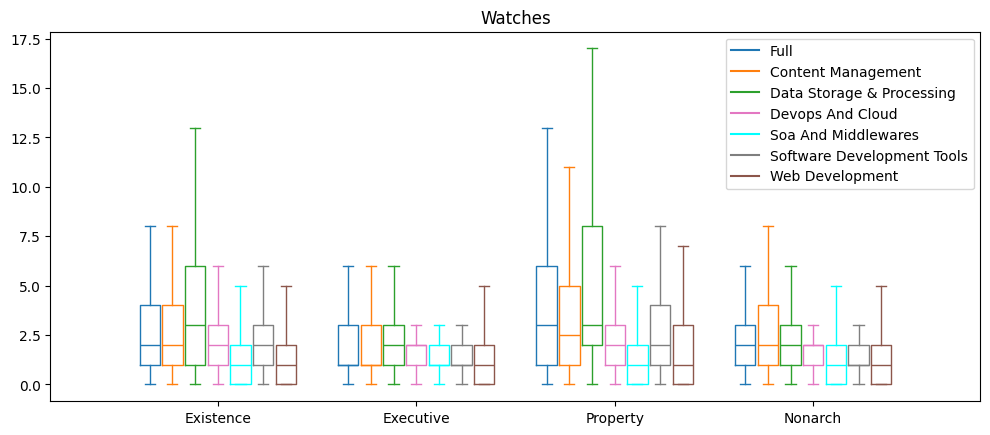 Watches
17.5
15.0
12.5
10.0
7.5
5.0
2.5
0.0
Full
Content Management
Data Storage & Processing
Devops And Cloud
Soa And Middlewares
Software Development Tools
Web Development
Existence
Executive
Property
Nonarch